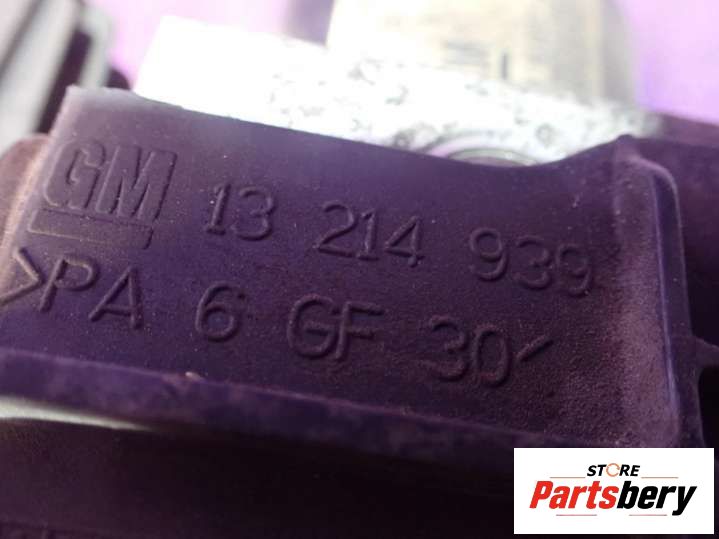 GM 13 214 939
>PA 6 GF 30<
STORE
Partsbery